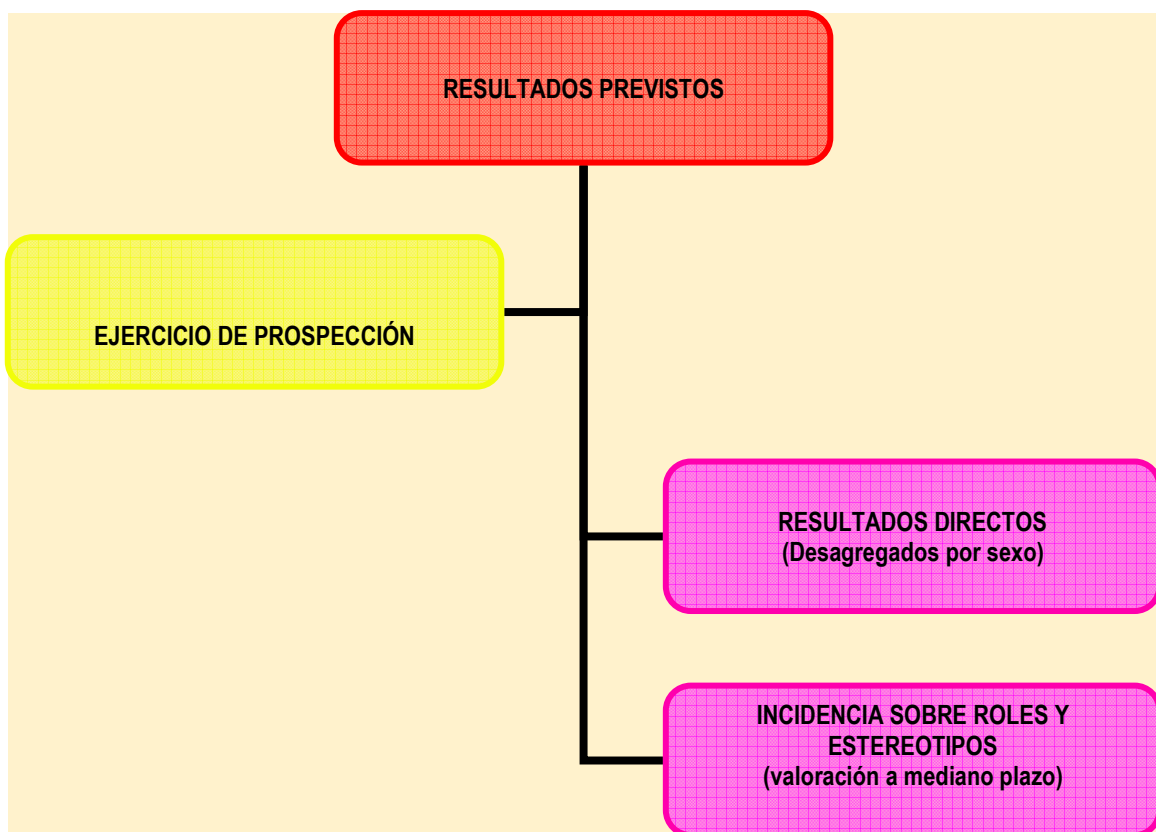 RESULTADOS PREVISTOS
EJERCICIO DE PROSPECCIÓN
RESULTADOS DIRECTOS
(Desagregados por sexo)
INCIDENCIA SOBRE ROLES Y
ESTEREOTIPOS
(valoración a mediano plazo)